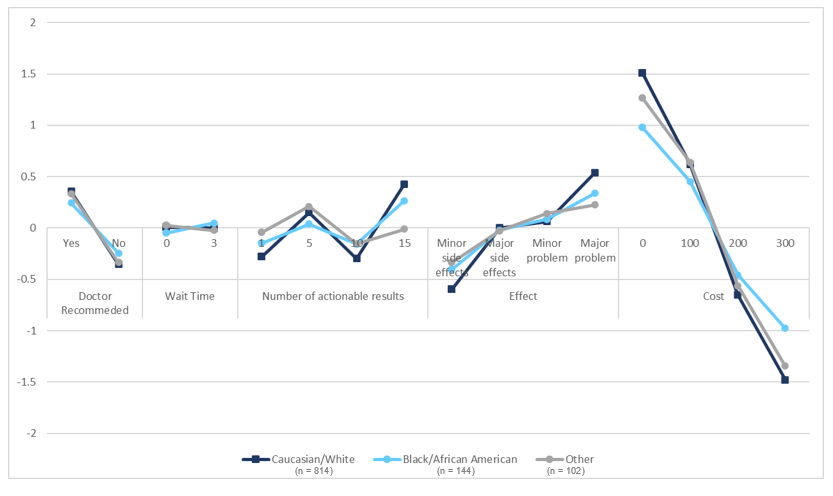 2
1.5
1
0.5
0
-0.5
-1
-1.5
-2
Yes No 0 3 1 5 10 15 Minor side effects Major side effects Minor problem Major problem 0 100 200 300
Doctor Recommeded Wait Time Number of actionable results Effect Cost
Caucasian/White Black/African American Other
(n = 814) (n = 144) (n = 102)